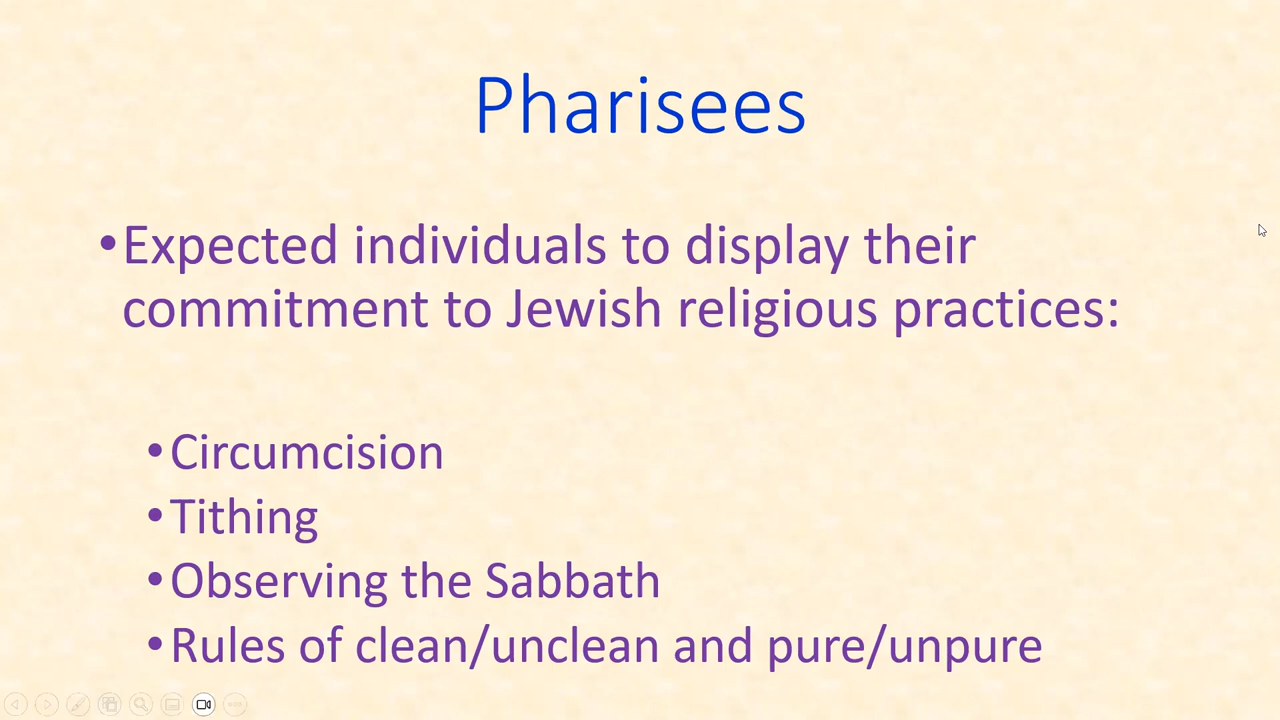 Pharisees
•Expected individuals to display their
commitment to Jewish religious practices:
•Circumcision
•Tithing
•Observing the Sabbath
•Rules of clean/unclean and pure/unpure